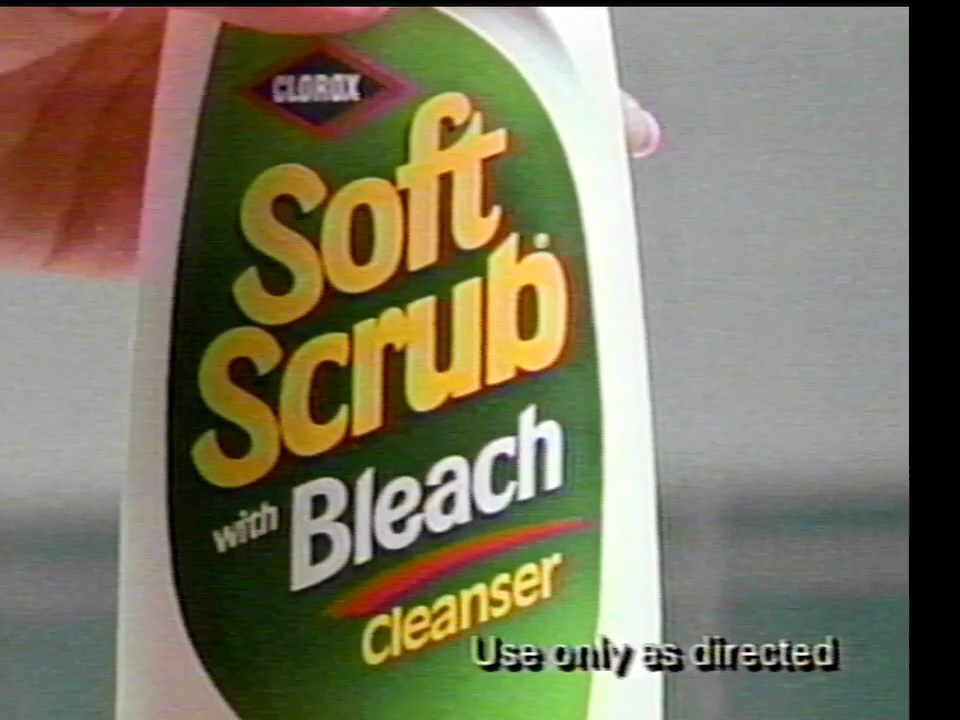 CLOROX
Soft
Scrub
with Bleach
cleanser
Use only as directed